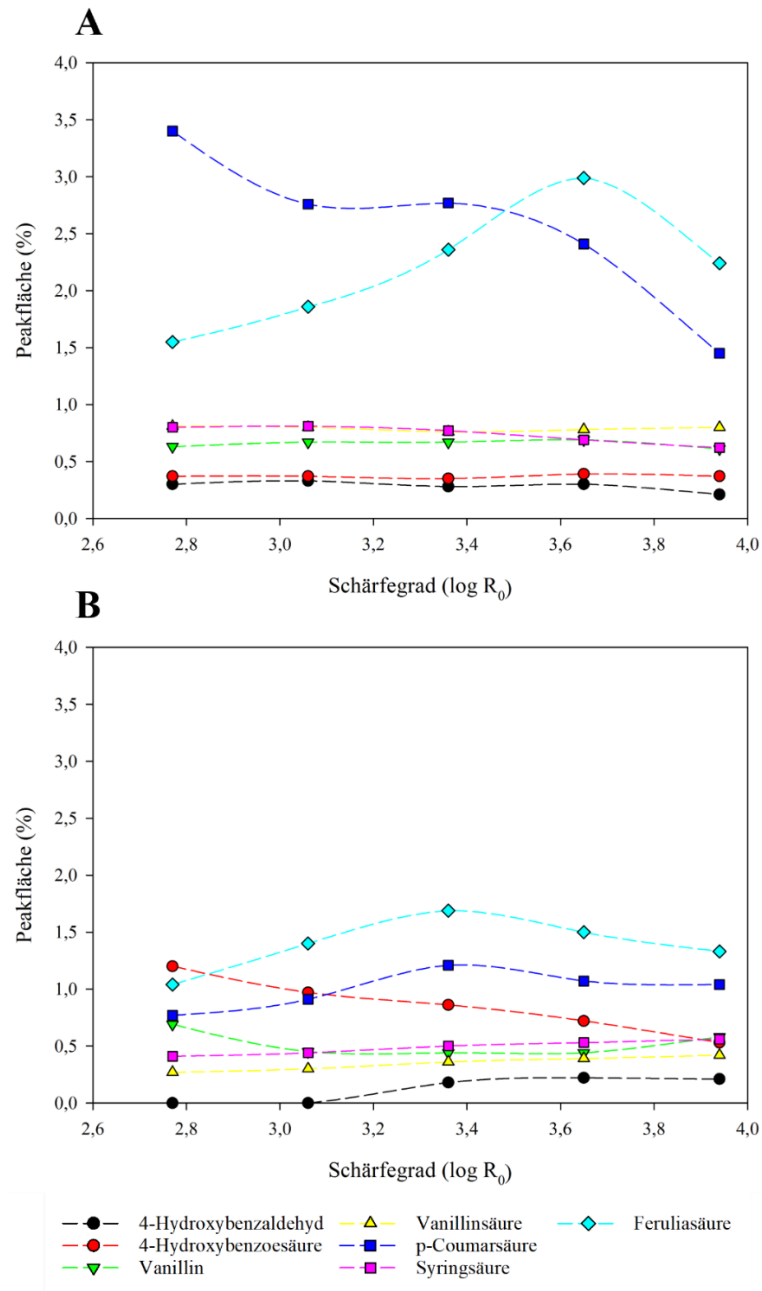 A
4,0
3,5
3,0
2,5
2,0
1,5
1,0
0,5
0,0
Peakfläche (%)
2,6 2,8 3,0 3,2 3,4 3,6 3,8 4,0
Schärfegrad (log R0)
B
4,0
3,5
3,0
2,5
2,0
1,5
1,0
0,5
0,0
Peakfläche (%)
2,6 2,8 3,0 3,2 3,4 3,6 3,8 4,0
Schärfegrad (log R0)
4-Hydroxybenzaldehyd Vanillinsäure Feruliasäure
4-Hydroxybenzoesäure p-Coumarsäure
Vanillin Syringsäure